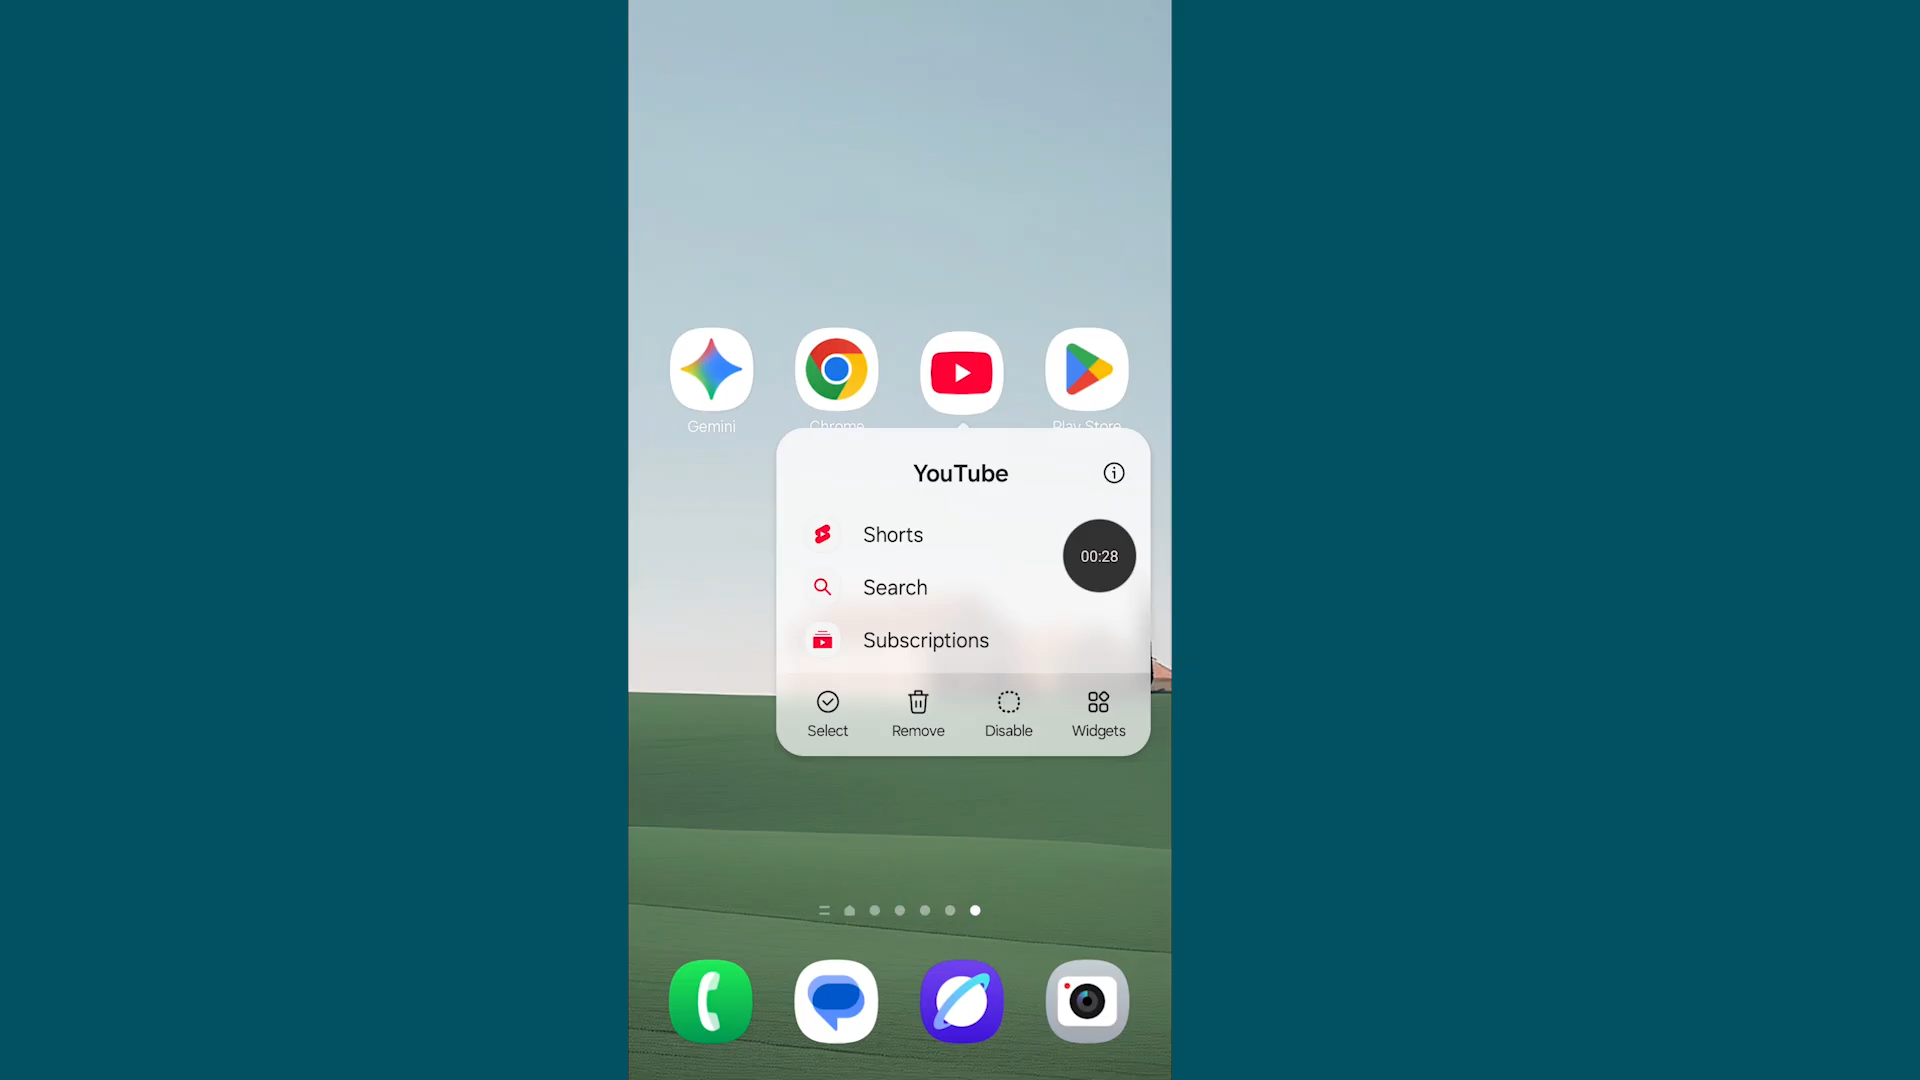 Gemini
Chrome
Play Store
YouTube
Shorts
00:28
Search
Subscriptions
Select
Remove
Disable
Widgets